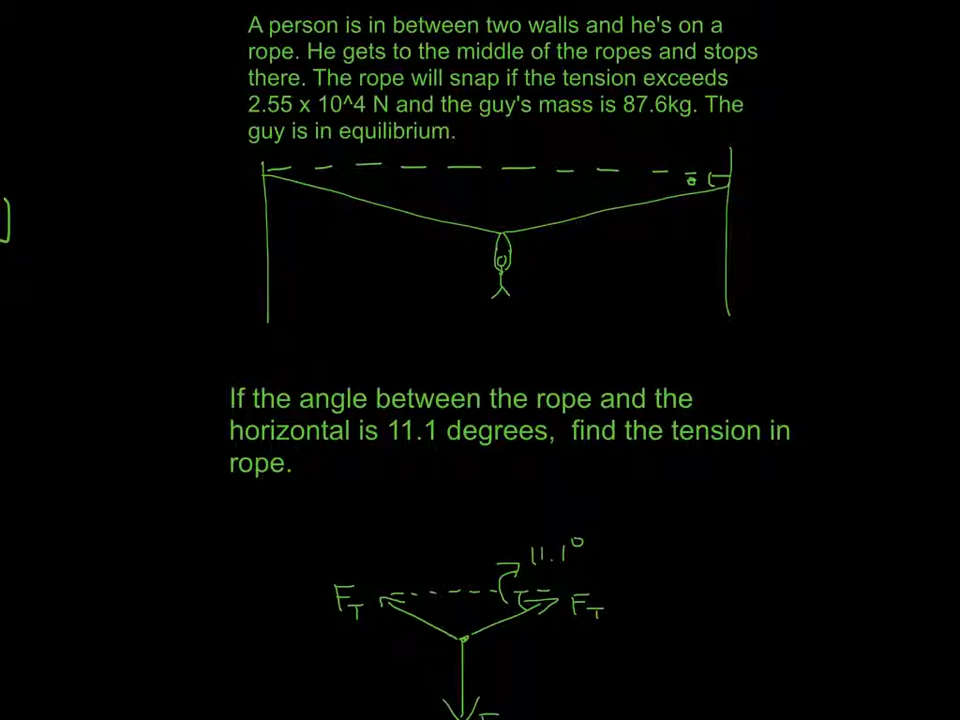 A person is in between two walls and he's on a
rope. He gets to the middle of the ropes and stops
there. The rope will snap if the tension exceeds
2.55 x 10^4 N and the guy's mass is 87.6kg. The
guy is in equilibrium.
θ
If the angle between the rope and the
horizontal is 11.1 degrees, find the tension in
rope.
11.1°
F_T
F_T